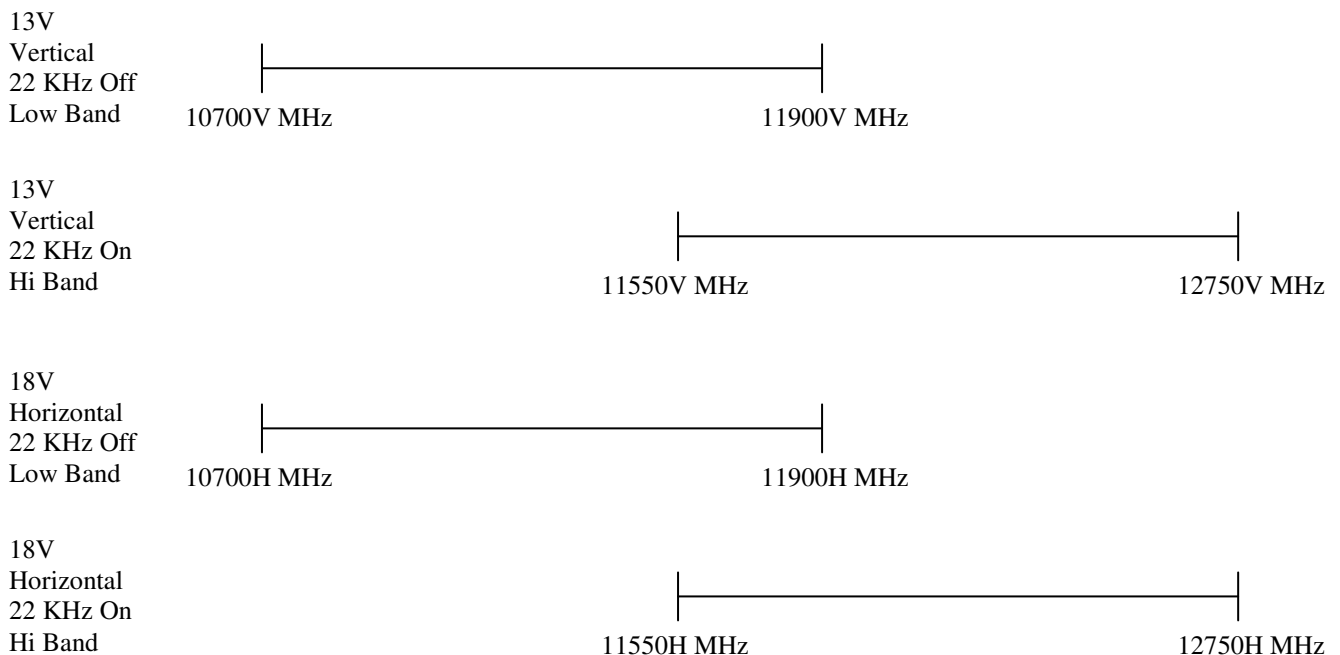 13V
Vertical
22 KHz Off
Low Band
10700V MHz
11900V MHz
13V
Vertical
22 KHz On
Hi Band
11550V MHz
12750V MHz
18V
Horizontal
22 KHz Off
Low Band
10700H MHz
11900H MHz
18V
Horizontal
22 KHz On
Hi Band
11550H MHz
12750H MHz